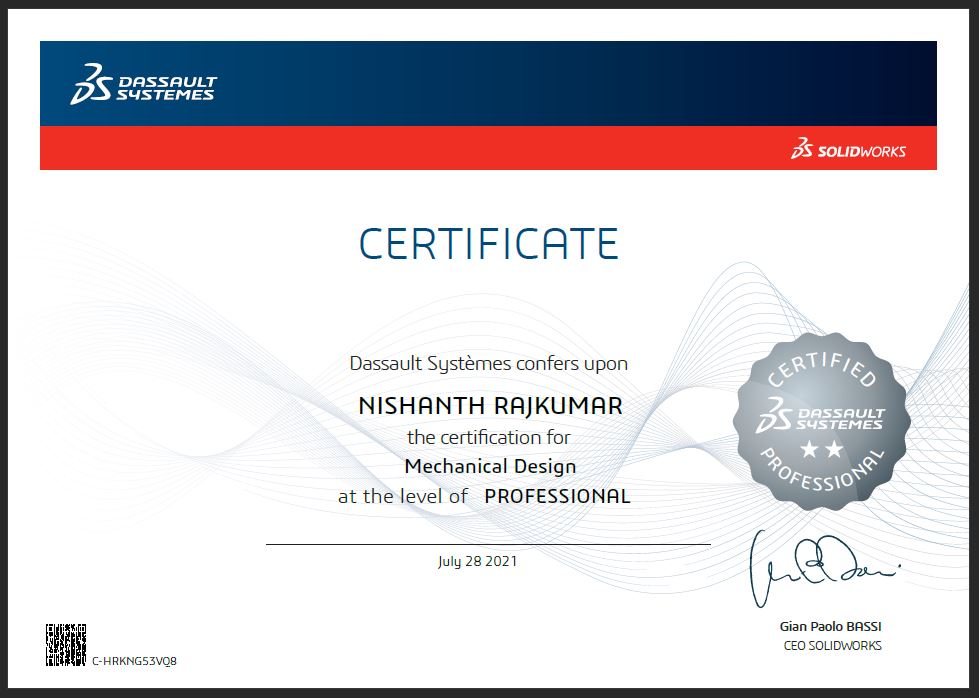 DASSAULT
SYSTEMES
SOLIDWORKS
CERTIFICATE
Dassault Systèmes confers upon
NISHANTH RAJKUMAR
the certification for
Mechanical Design
at the level of PROFESSIONAL
CERTIFIED
DASSAULT
SYSTEMES
PROFESSIONAL
July 28 2021
Gian Paolo BASSI
CEO SOLIDWORKS
C-HRKNG53VQ8